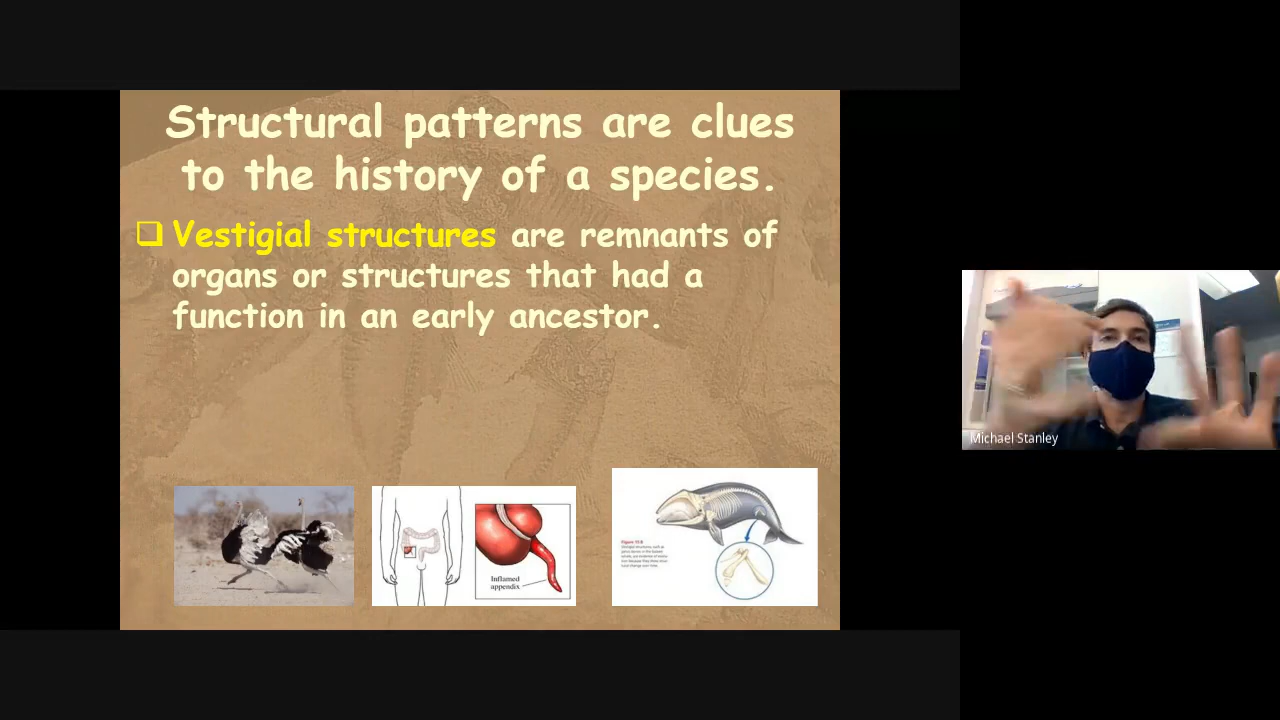 Structural patterns are clues
to the history of a species.
Vestigial structures are remnants of
organs or structures that had a
function in an early ancestor.
Inflamed
appendix
Michael Stanley